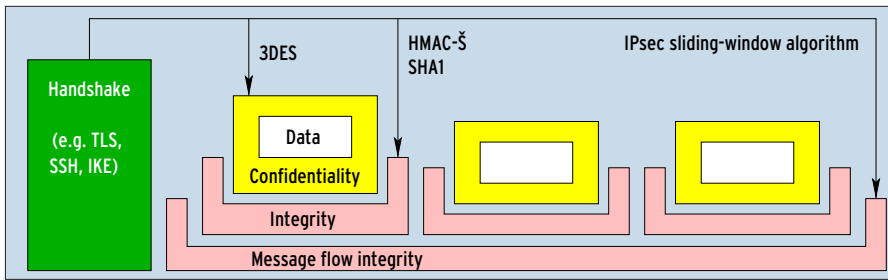 Handshake
(e.g. TLS,
SSH, IKE)
3DES
HMAC-Š
SHA1
IPsec sliding-window algorithm
Data
Confidentiality
Integrity
Message flow integrity